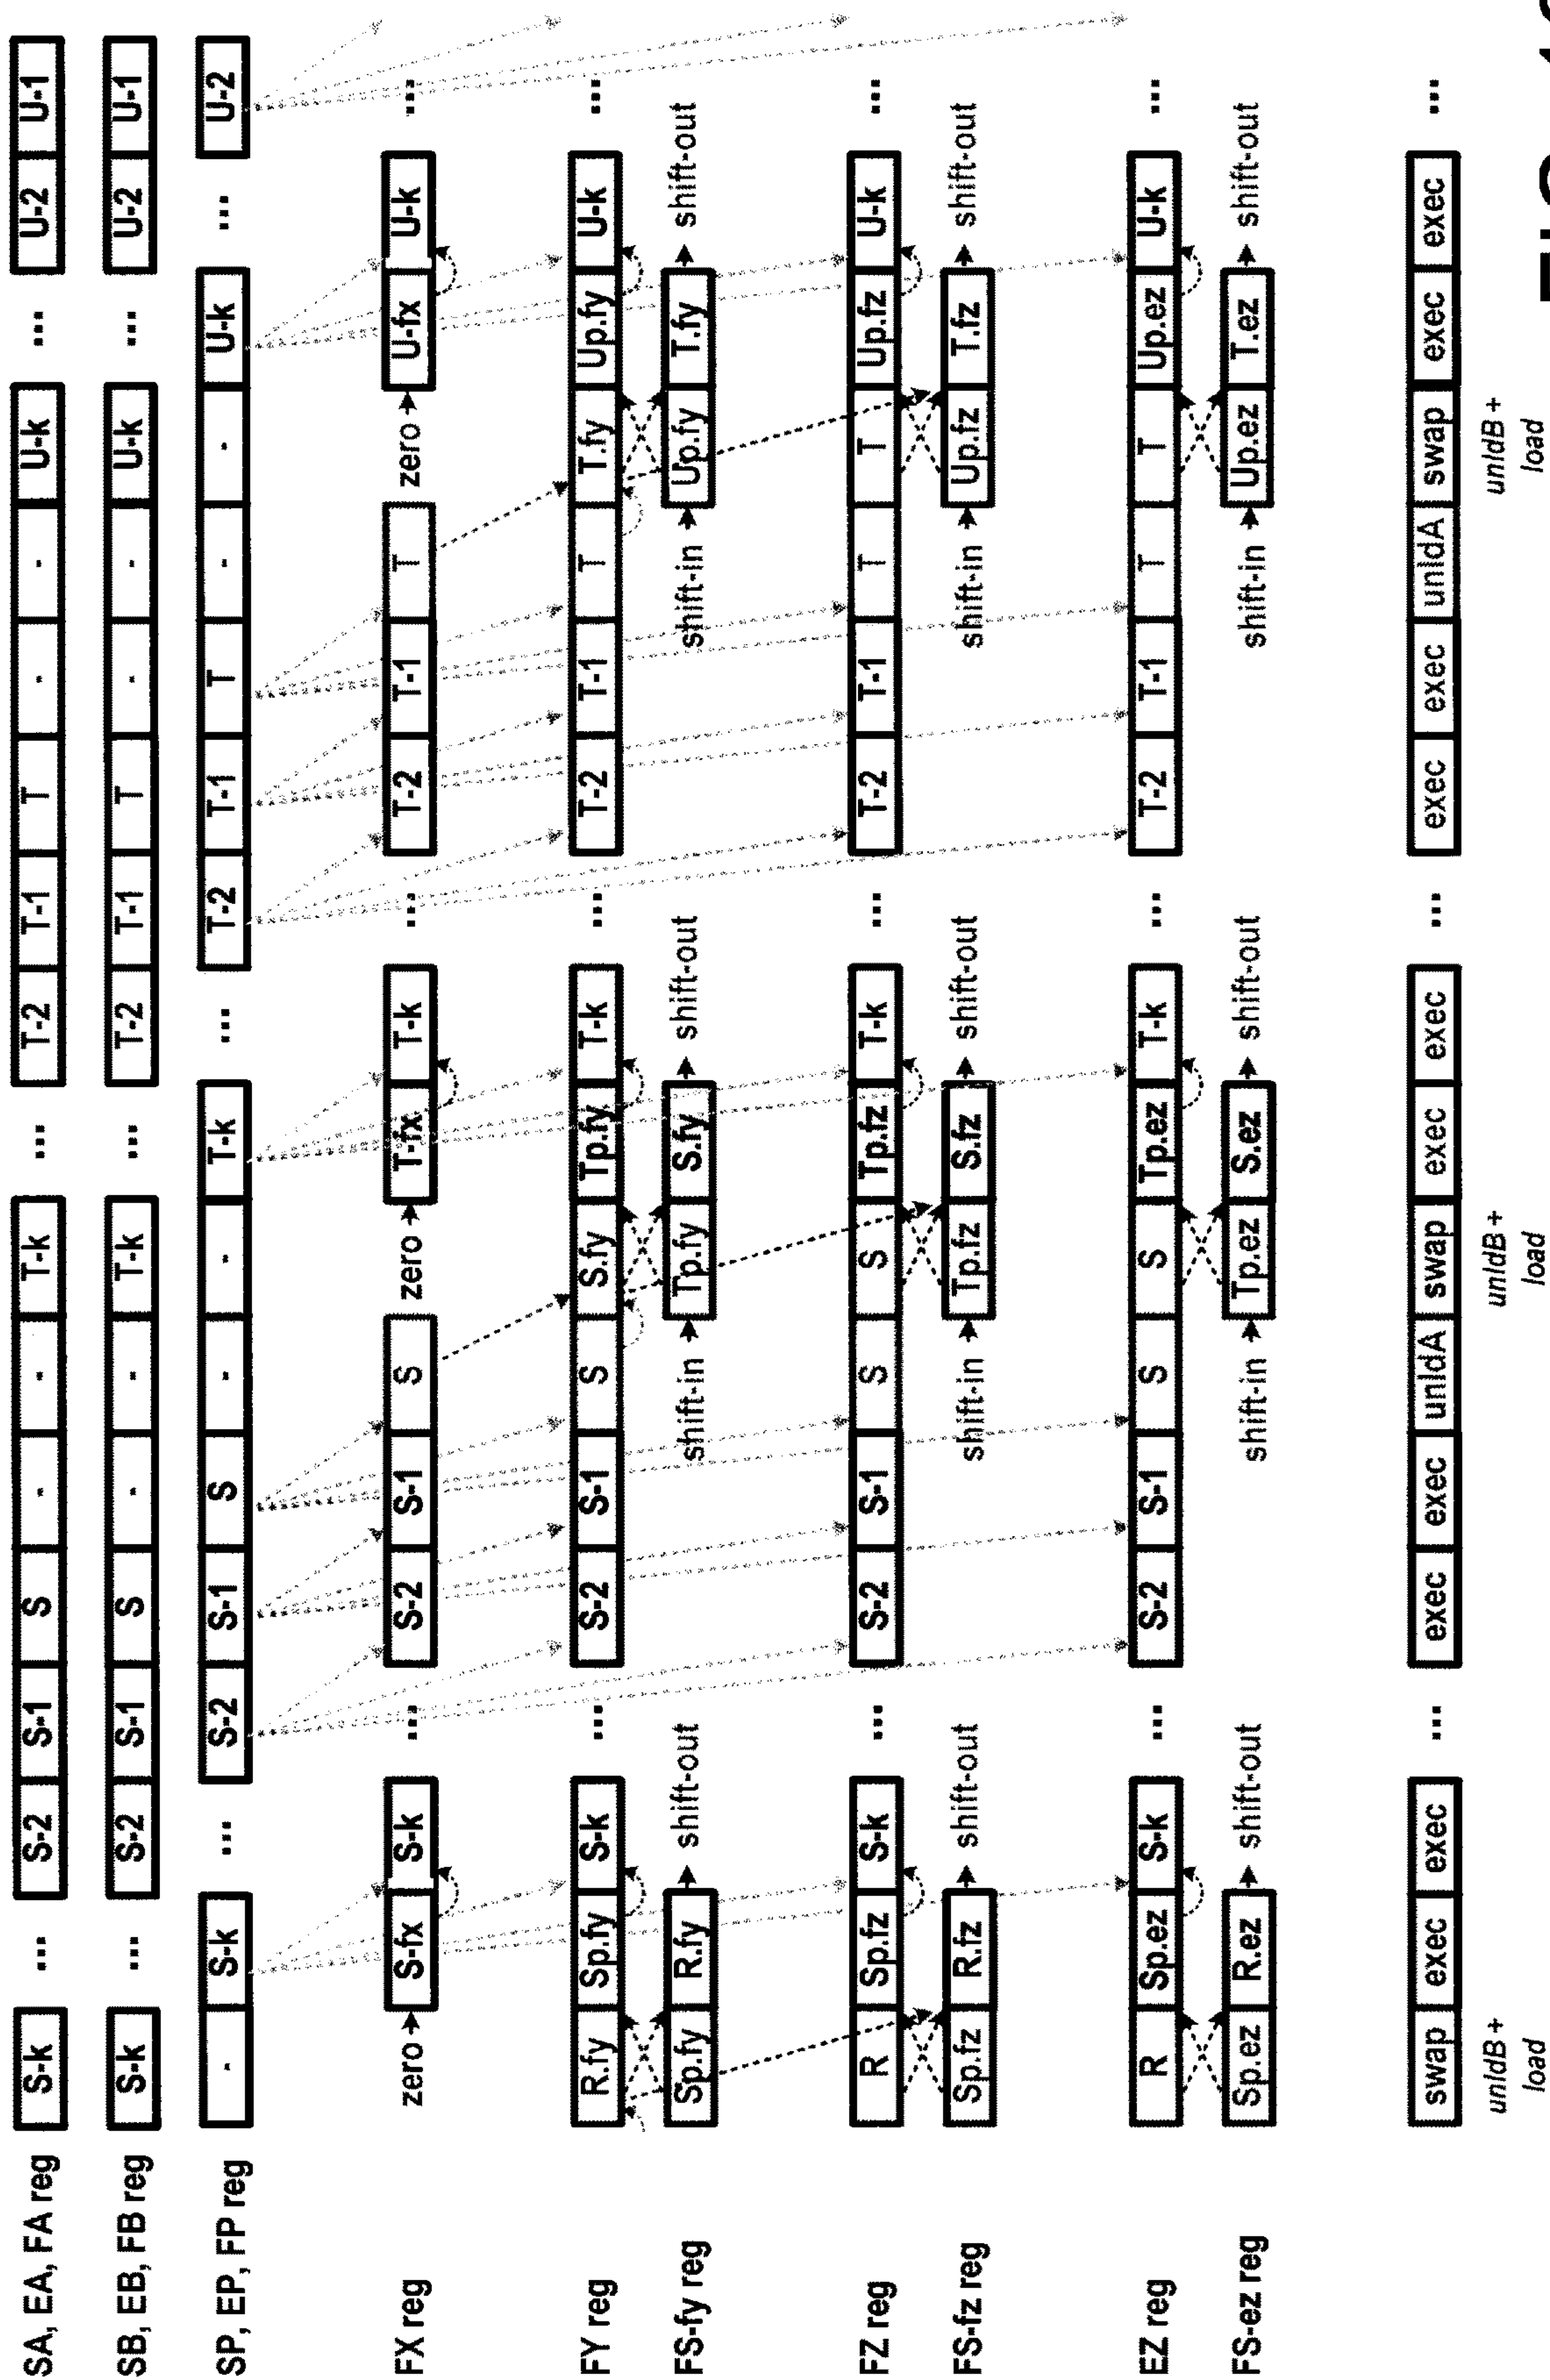 SA, EA, FA reg S-k ... S-2 S-1 S - - T-k ... T-2 T-1 T - - U-k ... U-2 U-1
SB, EB, FB reg S-k ... S-2 S-1 S - - T-k ... T-2 T-1 T - - U-k ... U-2 U-1
SP, EP, FP reg - S-k ... S-2 S-1 S - - T-k ... T-2 T-1 T - - U-k ... U-2
FX reg zero S-fx S-k ... S-2 S-1 S zero T-fx T-k ... T-2 T-1 T zero U-fx U-k ...
FY reg R.fy Sp.fy S-k ... S-2 S-1 S S.fy Tp.fy T-k ... T-2 T-1 T T.fy Up.fy U-k ...
FS-fy reg Sp.fy R.fy shift-out shift-in Tp.fy S.fy shift-out shift-in Up.fy T.fy shift-out
FZ reg R Sp.fz S-k ... S-2 S-1 S S Tp.fz T-k ... T-2 T-1 T T Up.fz U-k ...
FS-fz reg Sp.fz R.fz shift-out shift-in Tp.fz S.fz shift-out shift-in Up.fz T.fz shift-out
EZ reg R Sp.ez S-k ... S-2 S-1 S S Tp.ez T-k ... T-2 T-1 T T Up.ez U-k ...
FS-ez reg Sp.ez R.ez shift-out shift-in Tp.ez S.ez shift-out shift-in Up.ez T.ez shift-out
swap exec exec ... exec exec unldA swap exec exec ... exec exec unldA swap exec exec ...
unldB + unldB + unldB +
load load load